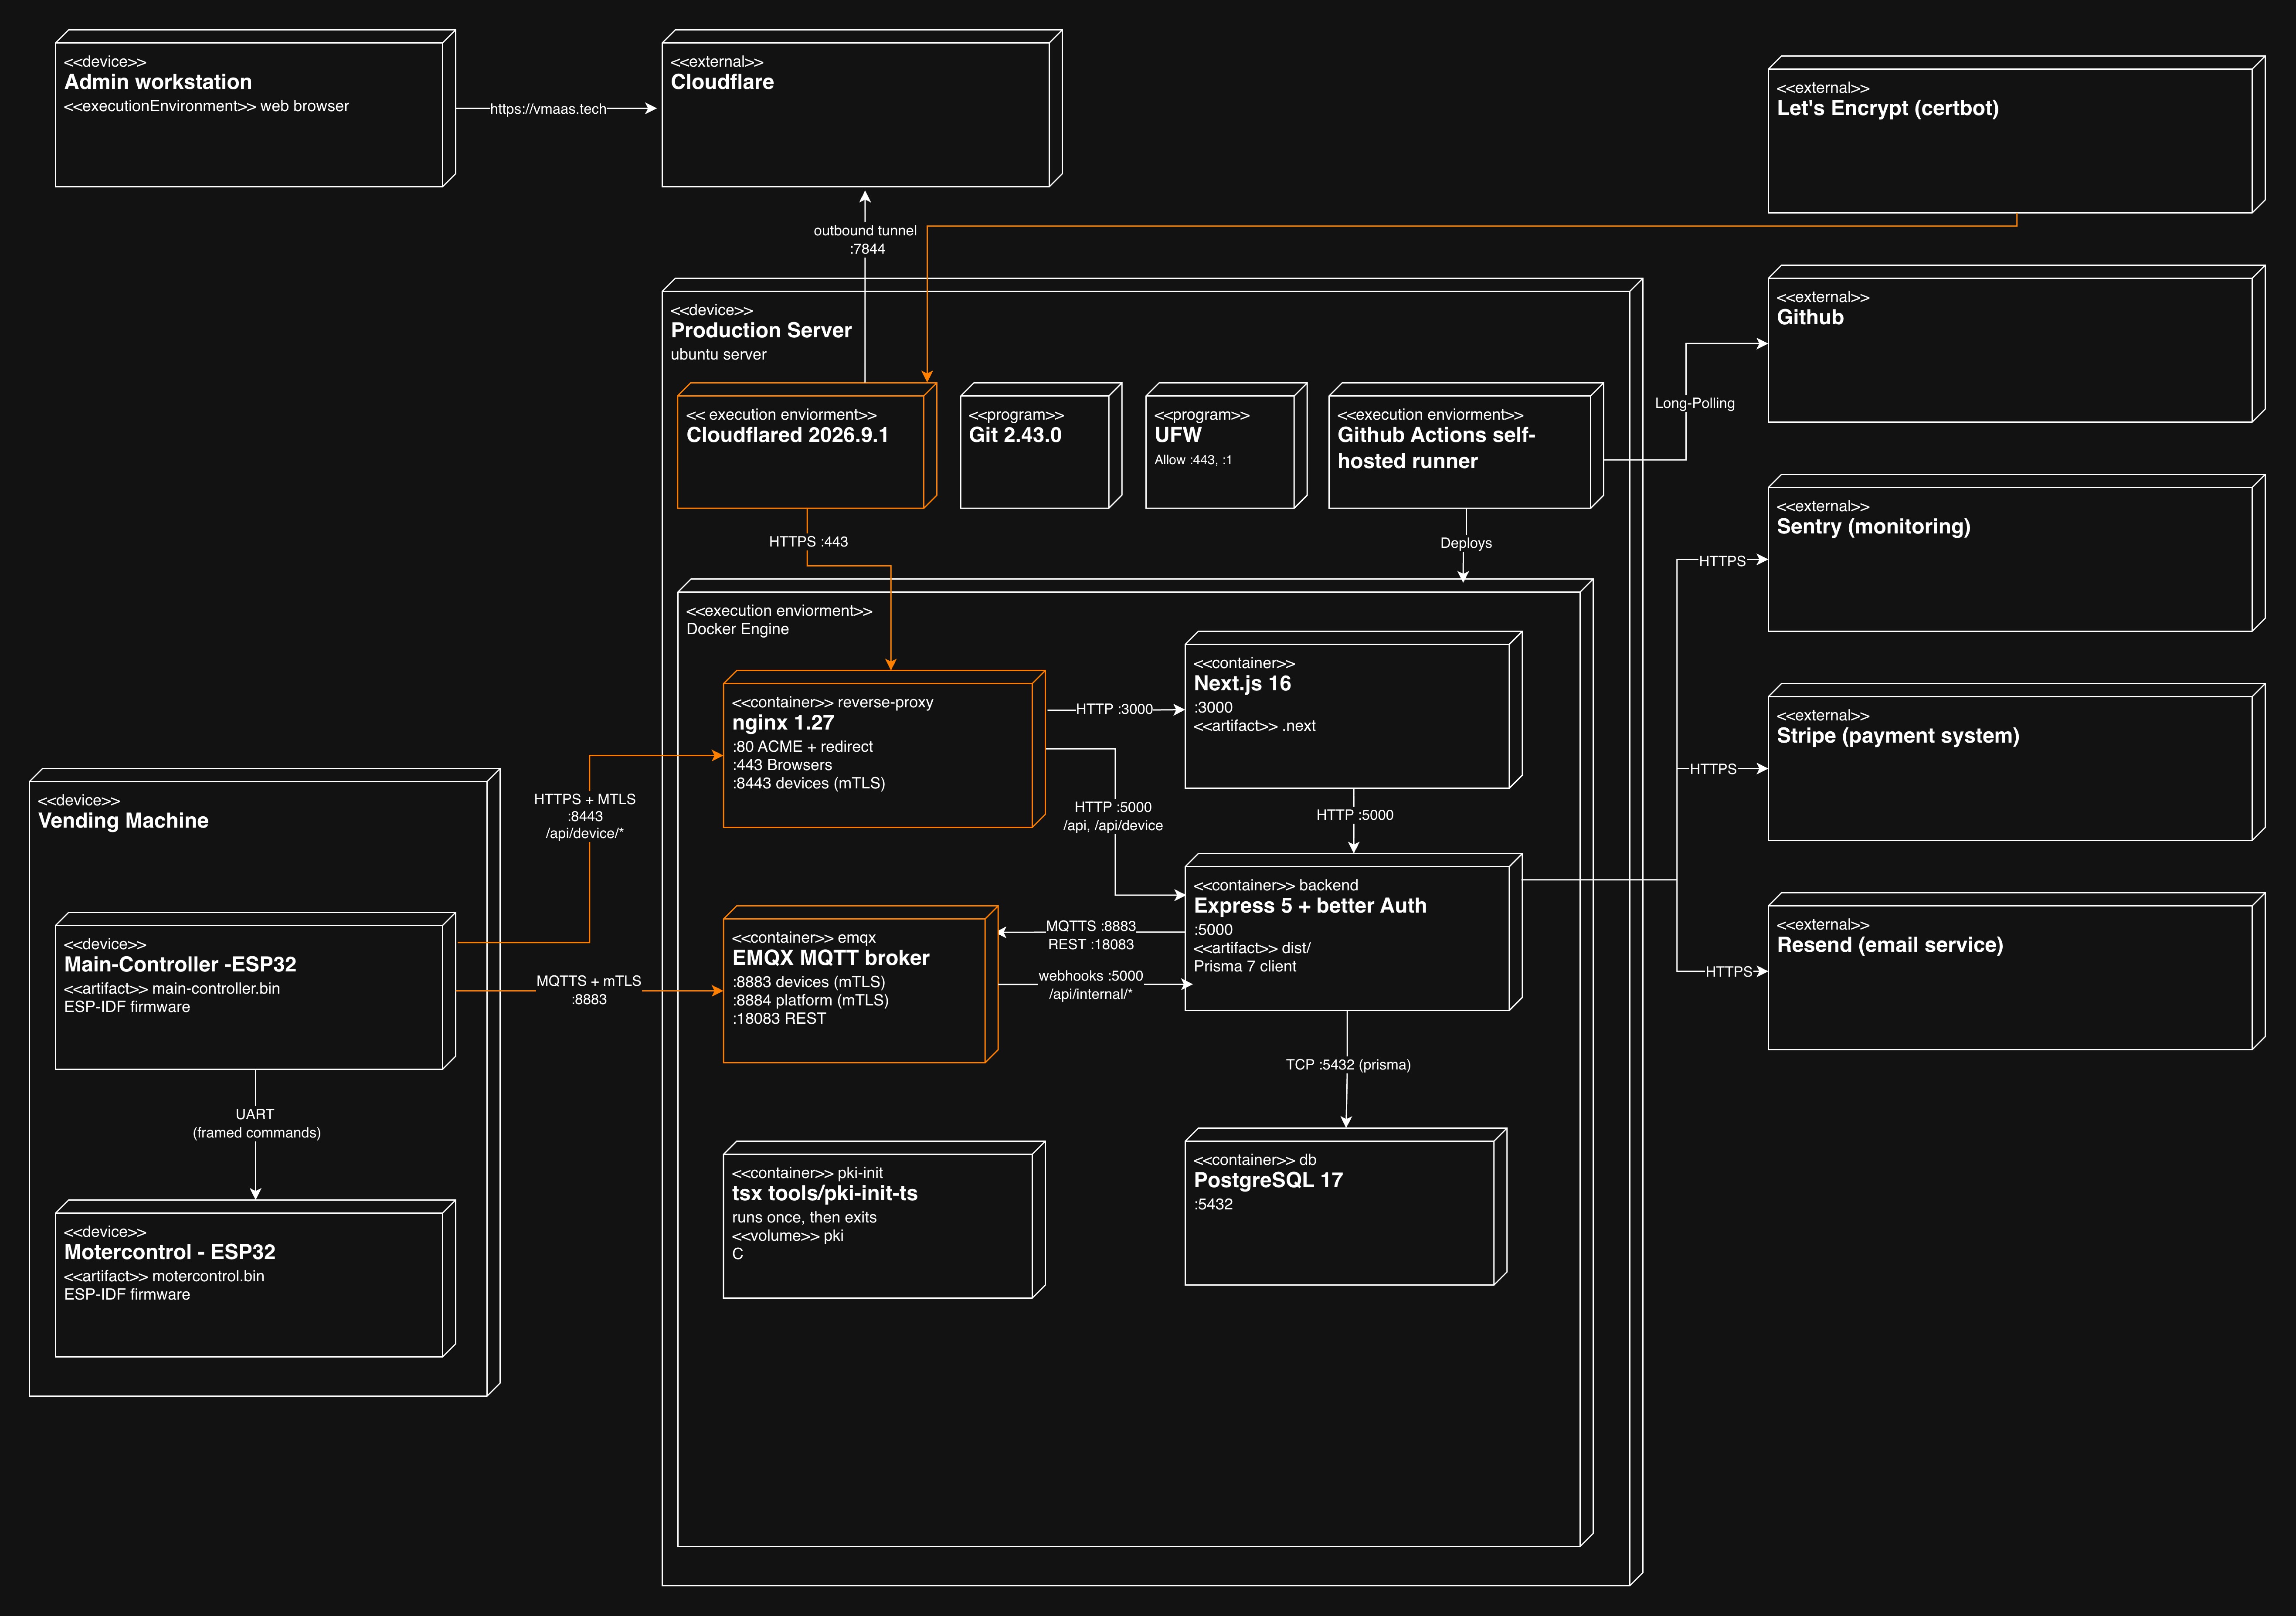 <<device>>
Admin workstation
<<executionEnvironment>> web browser
https://vmaas.tech
<<external>>
Cloudflare
<<external>>
Let's Encrypt (certbot)
outbound tunnel
:7844
<<device>>
Production Server
ubuntu server
<< execution enviorment>>
Cloudflared 2026.9.1
<<program>>
Git 2.43.0
<<program>>
UFW
Allow :443, :1
<<execution enviorment>>
Github Actions self-
hosted runner
Long-Polling
<<external>>
Github
HTTPS :443
Deploys
<<external>>
Sentry (monitoring)
HTTPS
<<execution enviorment>>
Docker Engine
<<container>> reverse-proxy
nginx 1.27
:80 ACME + redirect
:443 Browsers
:8443 devices (mTLS)
HTTP :3000
<<container>>
Next.js 16
:3000
<<artifact>> .next
<<external>>
Stripe (payment system)
HTTPS
HTTP :5000
/api, /api/device
HTTP :5000
<<device>>
Vending Machine
HTTPS + MTLS
:8443
/api/device/*
<<device>>
Main-Controller -ESP32
<<artifact>> main-controller.bin
ESP-IDF firmware
MQTTS + mTLS
:8883
<<container>> emqx
EMQX MQTT broker
:8883 devices (mTLS)
:8884 platform (mTLS)
:18083 REST
MQTTS :8883
REST :18083
webhooks :5000
/api/internal/*
<<container>> backend
Express 5 + better Auth
:5000
<<artifact>> dist/
Prisma 7 client
<<external>>
Resend (email service)
HTTPS
TCP :5432 (prisma)
UART
(framed commands)
<<device>>
Motercontrol - ESP32
<<artifact>> motercontrol.bin
ESP-IDF firmware
<<container>> pki-init
tsx tools/pki-init-ts
runs once, then exits
<<volume>> pki
C
<<container>> db
PostgreSQL 17
:5432